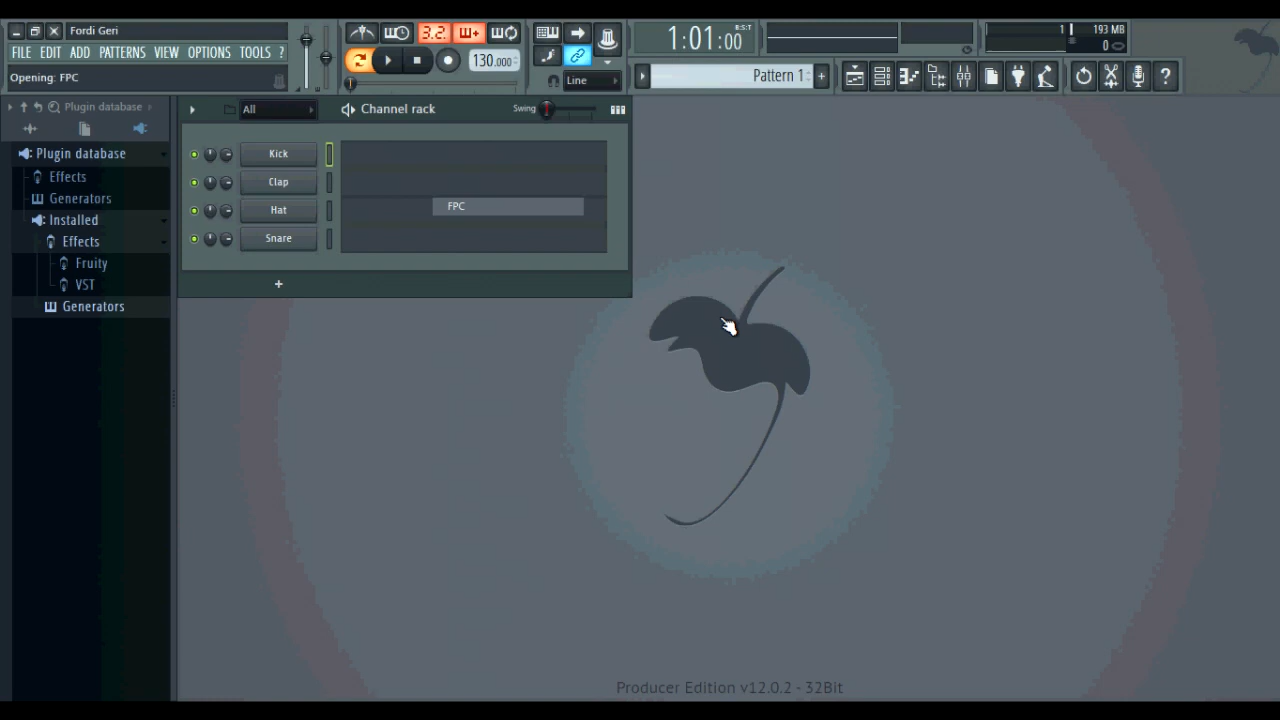 Fordi Geri
FILE EDIT ADD PATTERNS VIEW OPTIONS TOOLS ?
Opening: FPC
3.2.
130.000
Line
1:01:00
B:S:T
1
193 MB
0
Pattern 1
+
?
Plugin database
All
Channel rack
Swing
Plugin database
Effects
Generators
Installed
Effects
Fruity
VST
Generators
Kick
Clap
Hat
FPC
Snare
+
Producer Edition v12.0.2 - 32Bit